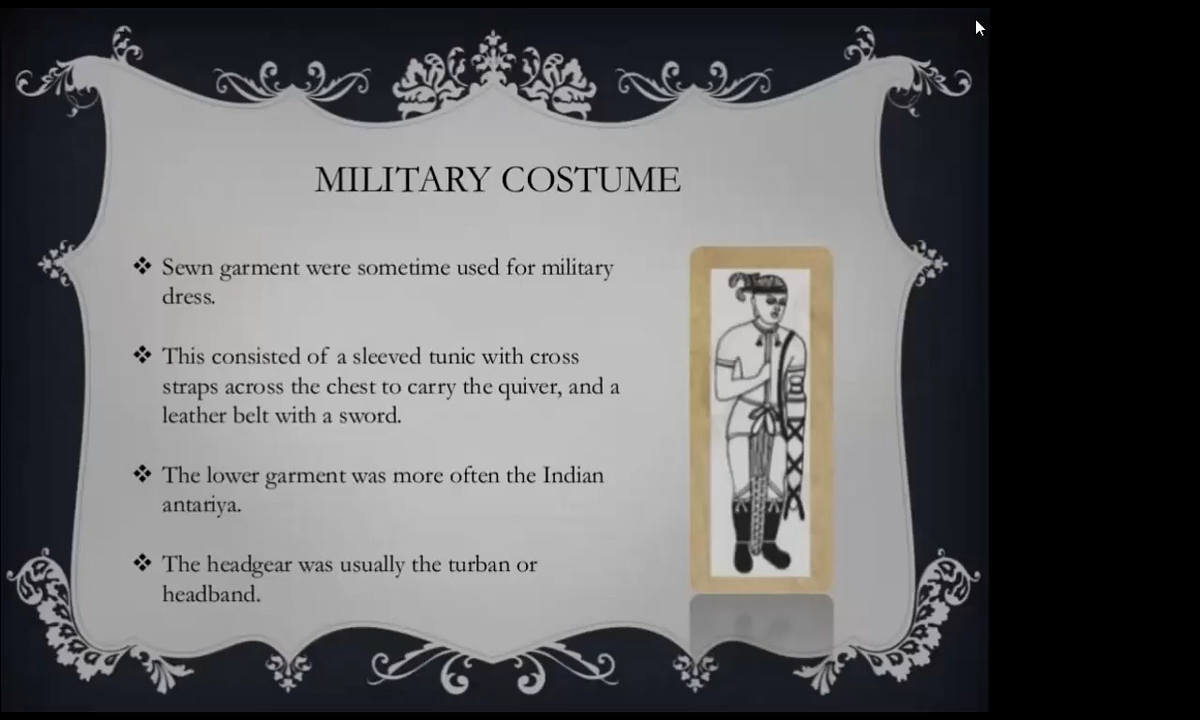 MILITARY COSTUME
❖ Sewn garment were sometime used for military
dress.
❖ This consisted of a sleeved tunic with cross
straps across the chest to carry the quiver, and a
leather belt with a sword.
❖ The lower garment was more often the Indian
antariya.
❖ The headgear was usually the turban or
headband.